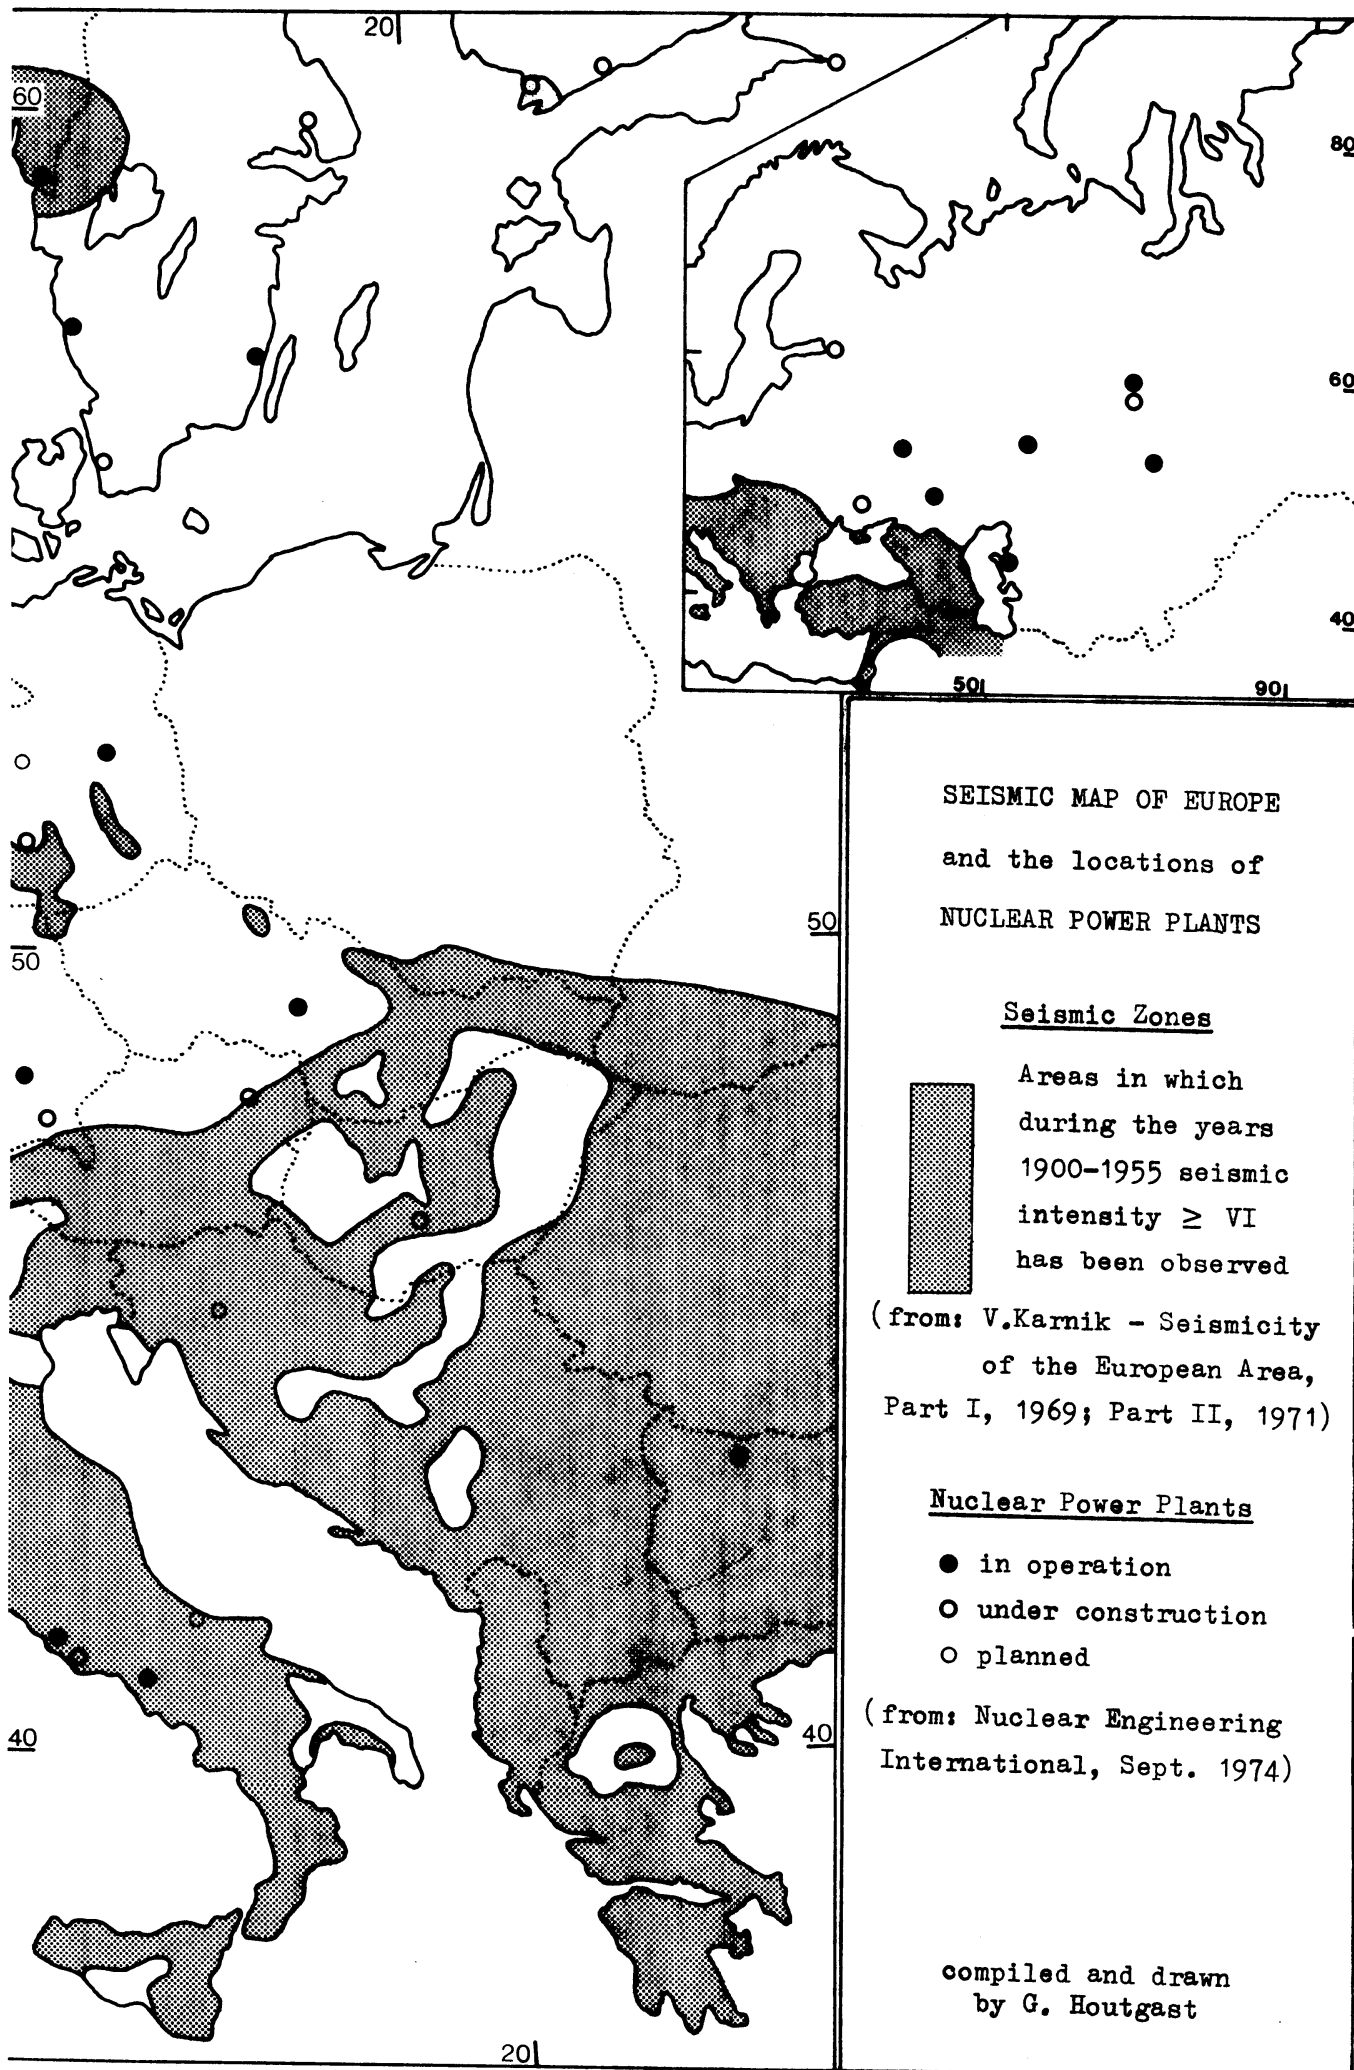 20
60
80
60
40
50
90
50
50
40
40
20
SEISMIC MAP OF EUROPE
and the locations of
NUCLEAR POWER PLANTS
Seismic Zones
Areas in which
during the years
1900-1955 seismic
intensity ≥ VI
has been observed
(from: V.Karnik - Seismicity
of the European Area,
Part I, 1969; Part II, 1971)
Nuclear Power Plants
in operation
under construction
planned
(from: Nuclear Engineering
International, Sept. 1974)
compiled and drawn
by G. Houtgast